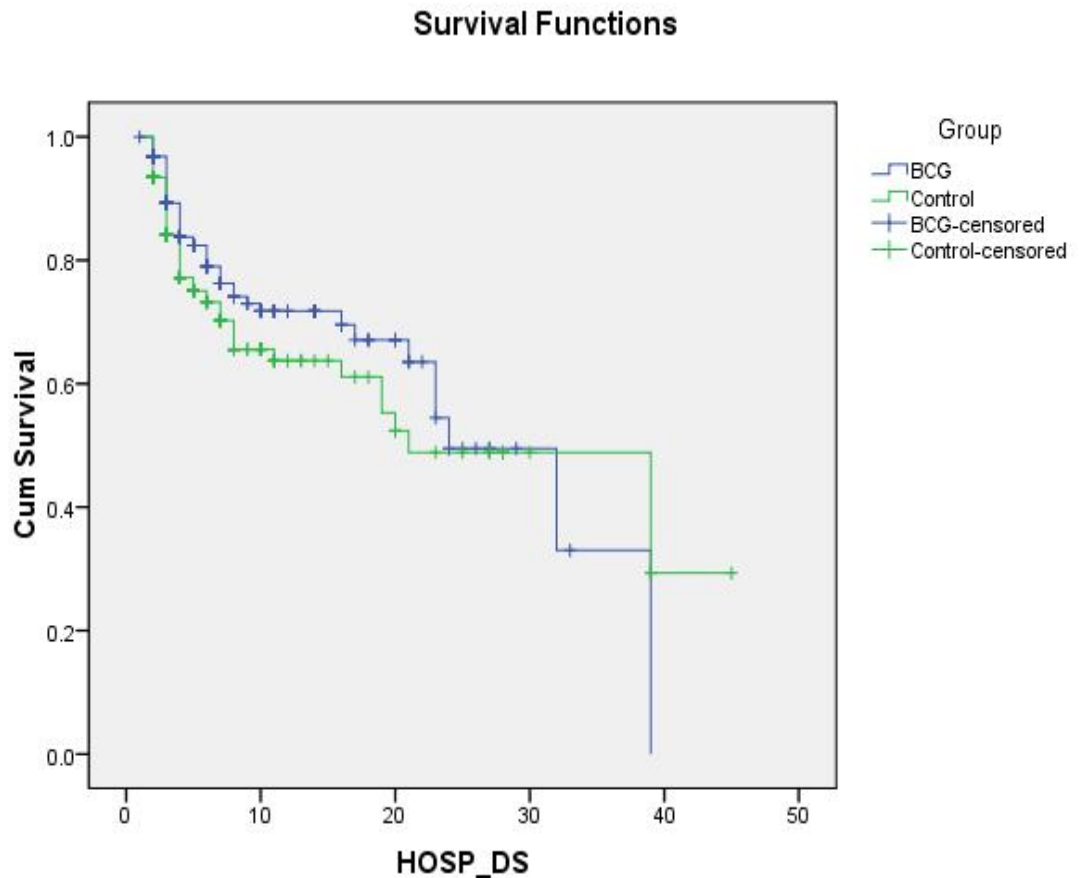 Survival Functions
Group
BCG
Control
BCG-censored
Control-censored
Cum Survival
1.0
0.8
0.6
0.4
0.2
0.0
0 10 20 30 40 50
HOSP_DS